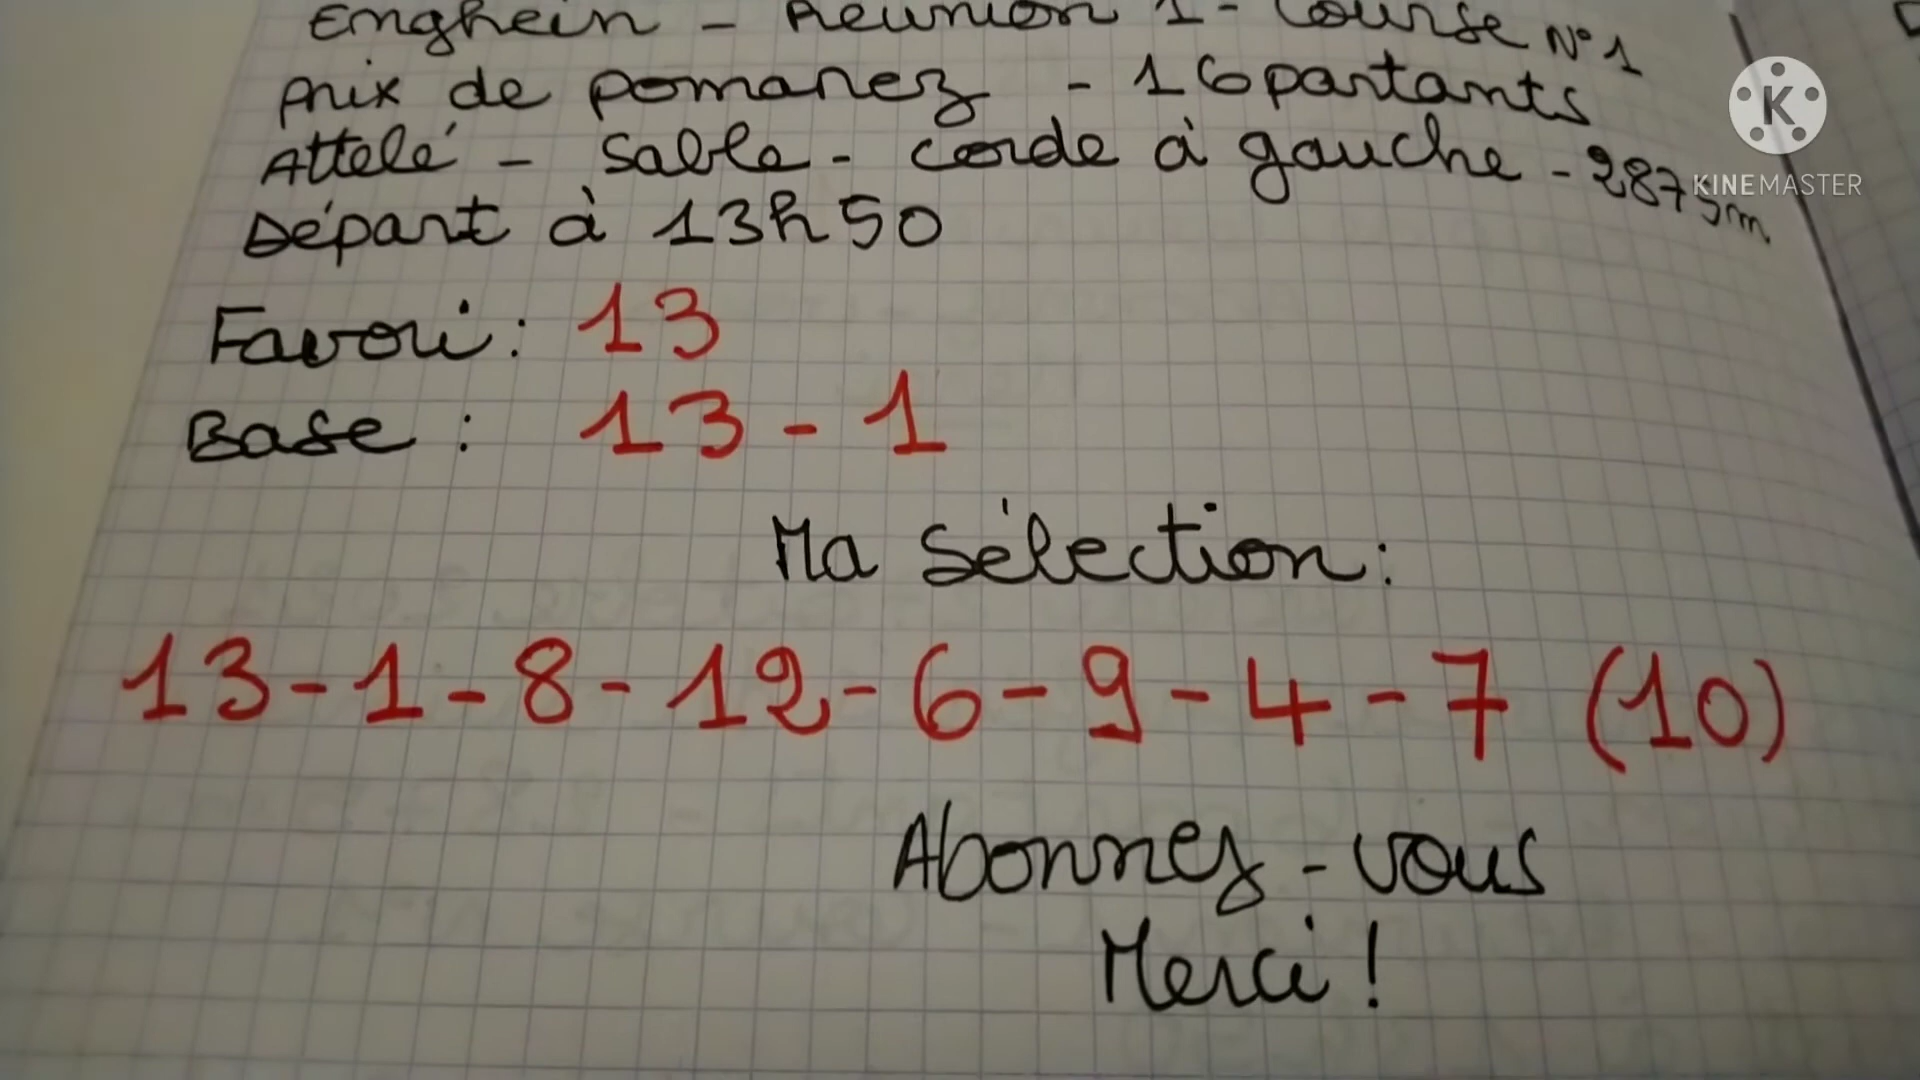 Enghein - Réunion 1 - Course N° 1
prix de pomarez - 16 partants
Attelé - Sable - corde à gauche - 2875m
Départ à 13h50
Favori : 13
Base : 13 - 1
Ma Sélection :
13 - 1 - 8 - 12 - 6 - 9 - 4 - 7 (10)
Abonnez - vous
Merci !
K
KINEMASTER